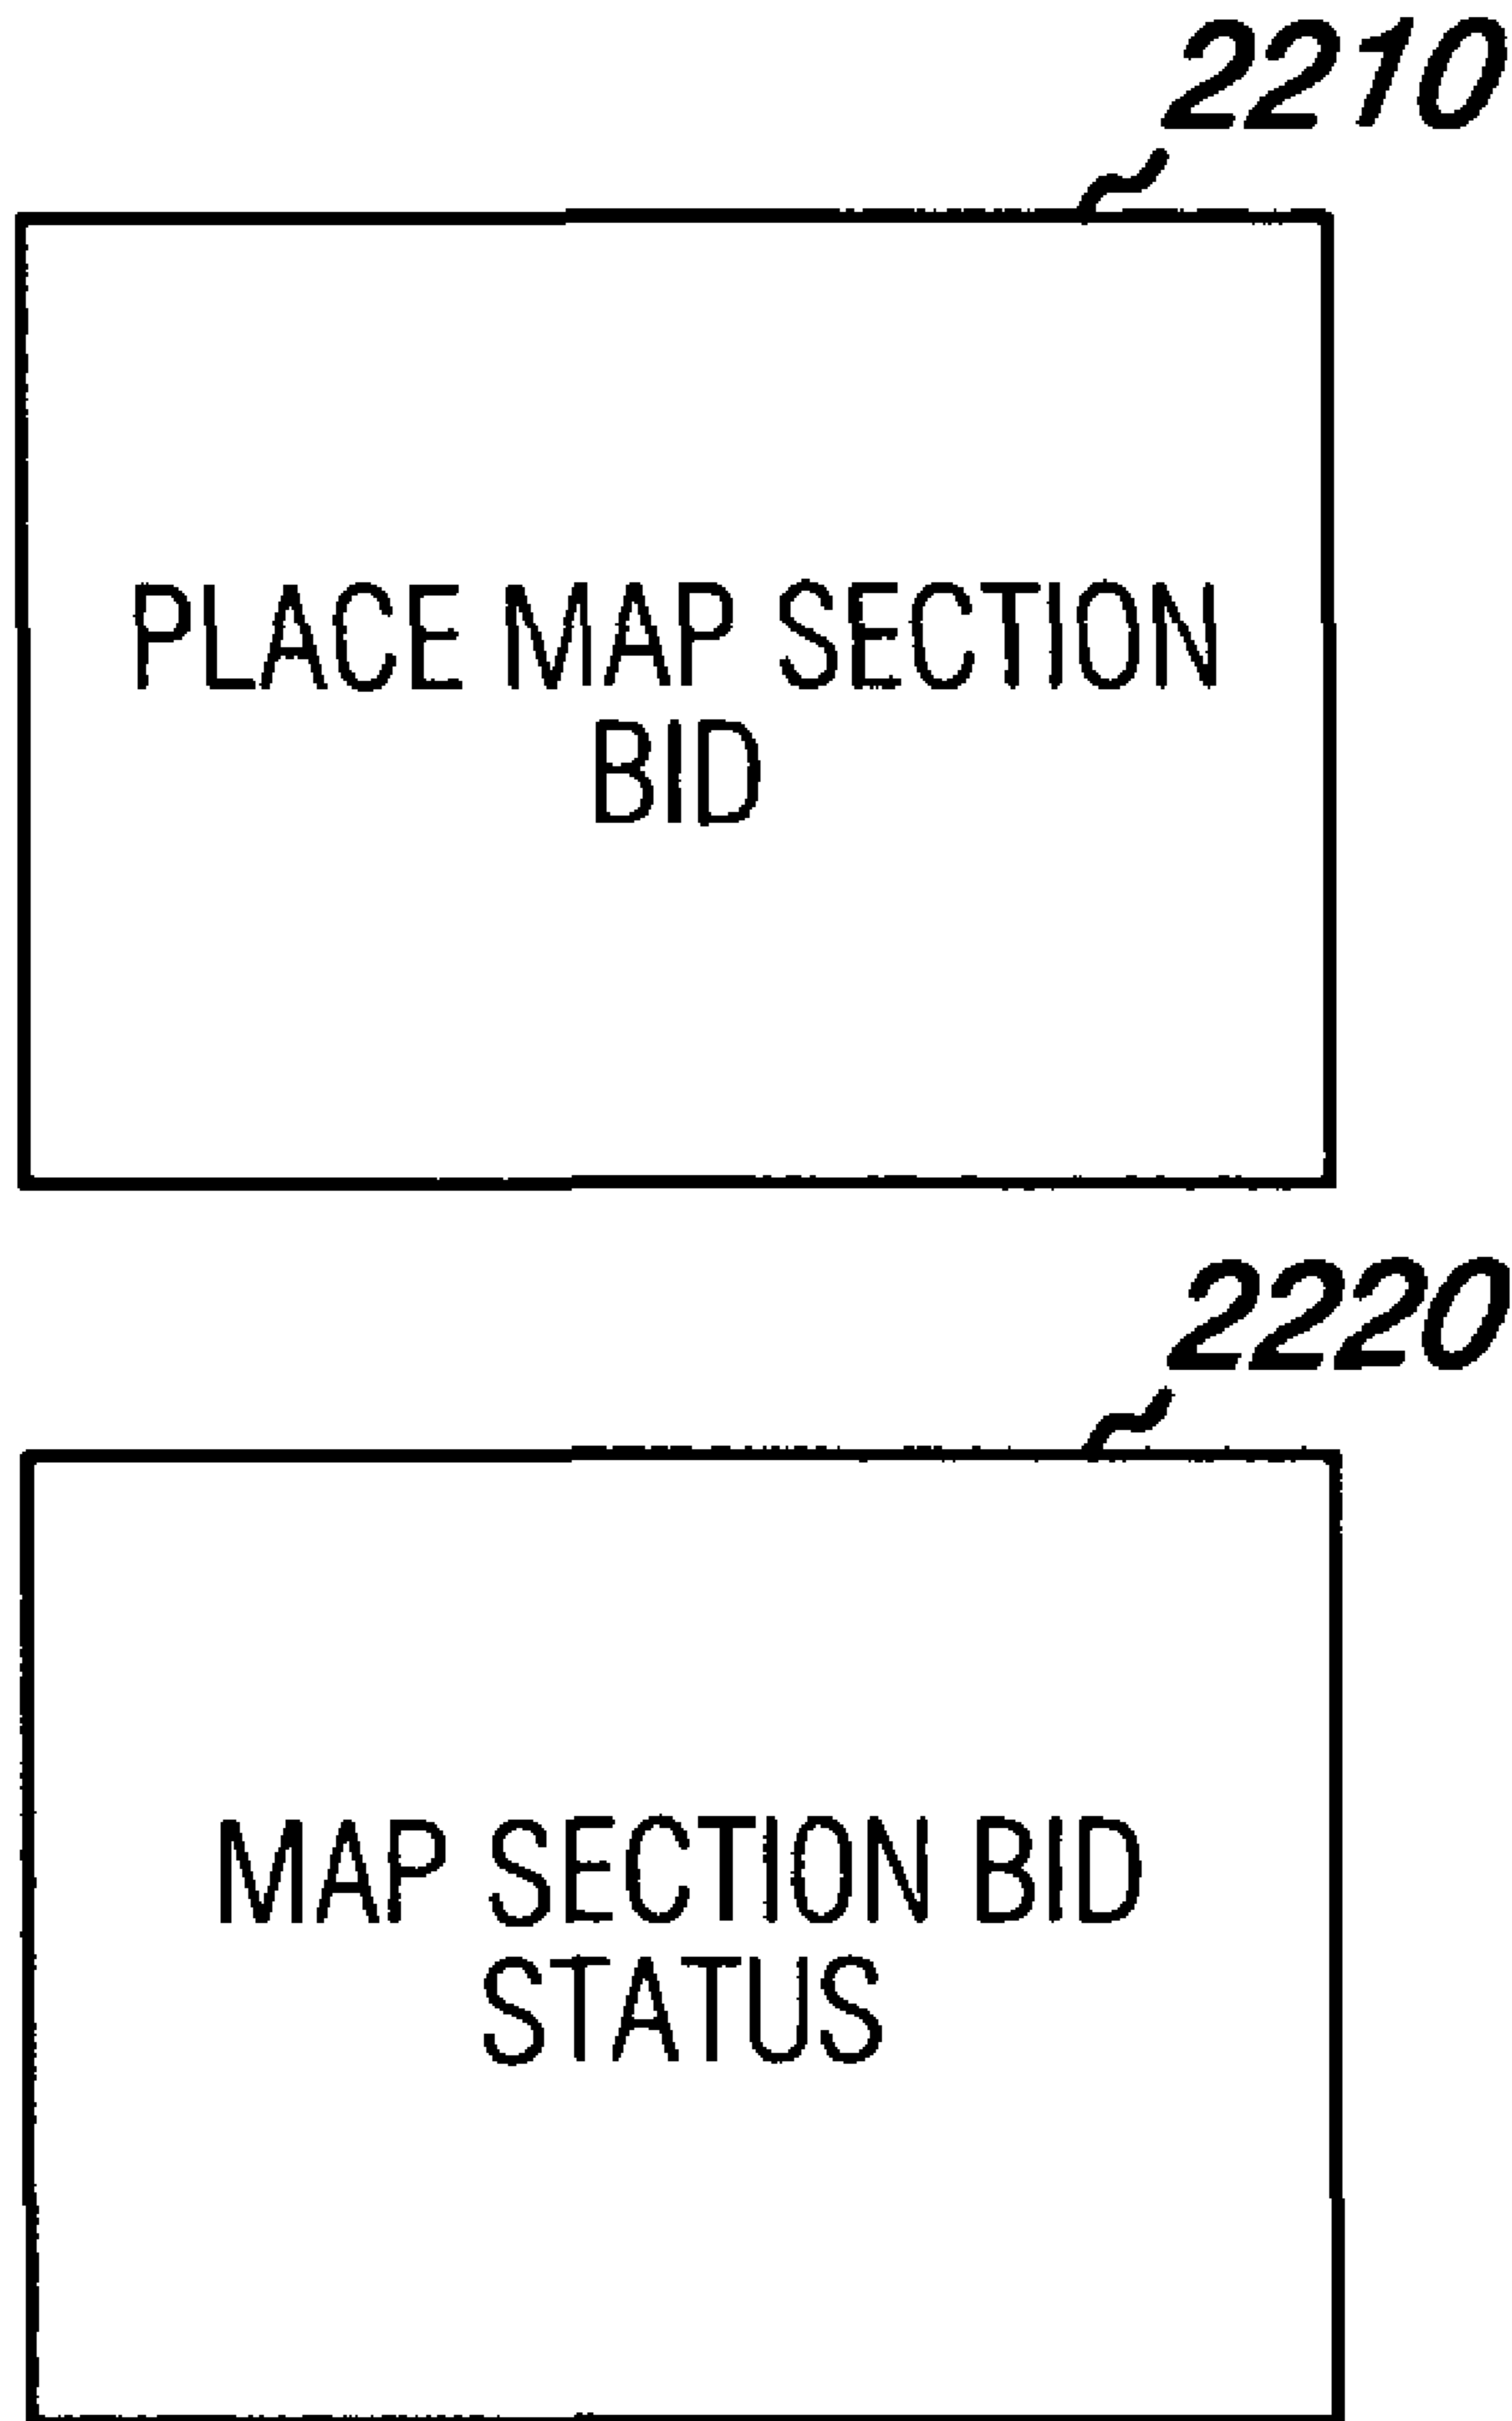 2210
PLACE MAP SECTION
BID
2220
MAP SECTION BID
STATUS